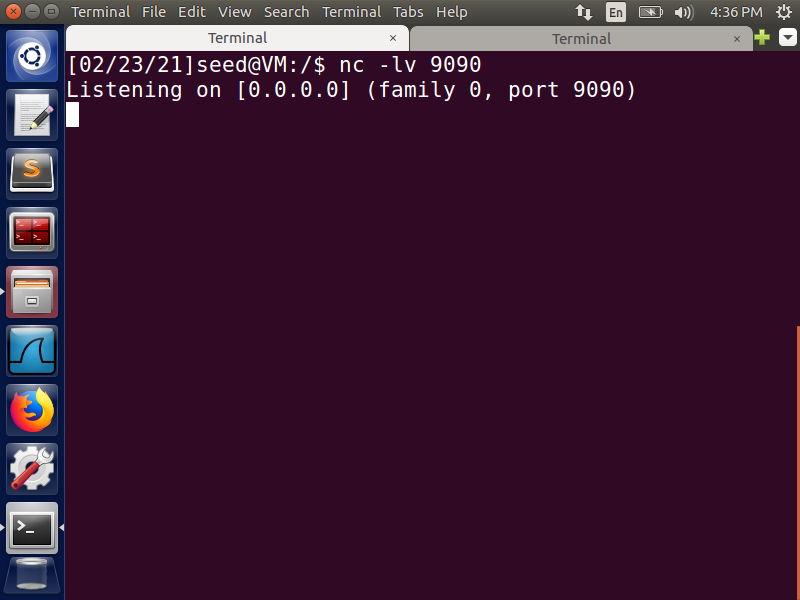 Terminal File Edit View Search Terminal Tabs Help En 4:36 PM
Terminal × Terminal ×
[02/23/21]seed@VM:/$ nc -lv 9090
Listening on [0.0.0.0] (family 0, port 9090)